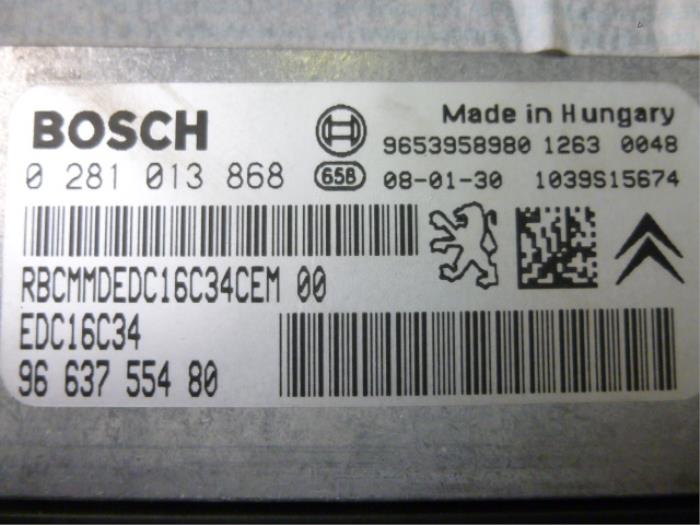 BOSCH
Made in Hungary
9653958980 1263 0048
0 281 013 868 65B 08-01-30 1039S15674
RBCMMDEDC16C34CEM 00
EDC16C34
96 637 554 80